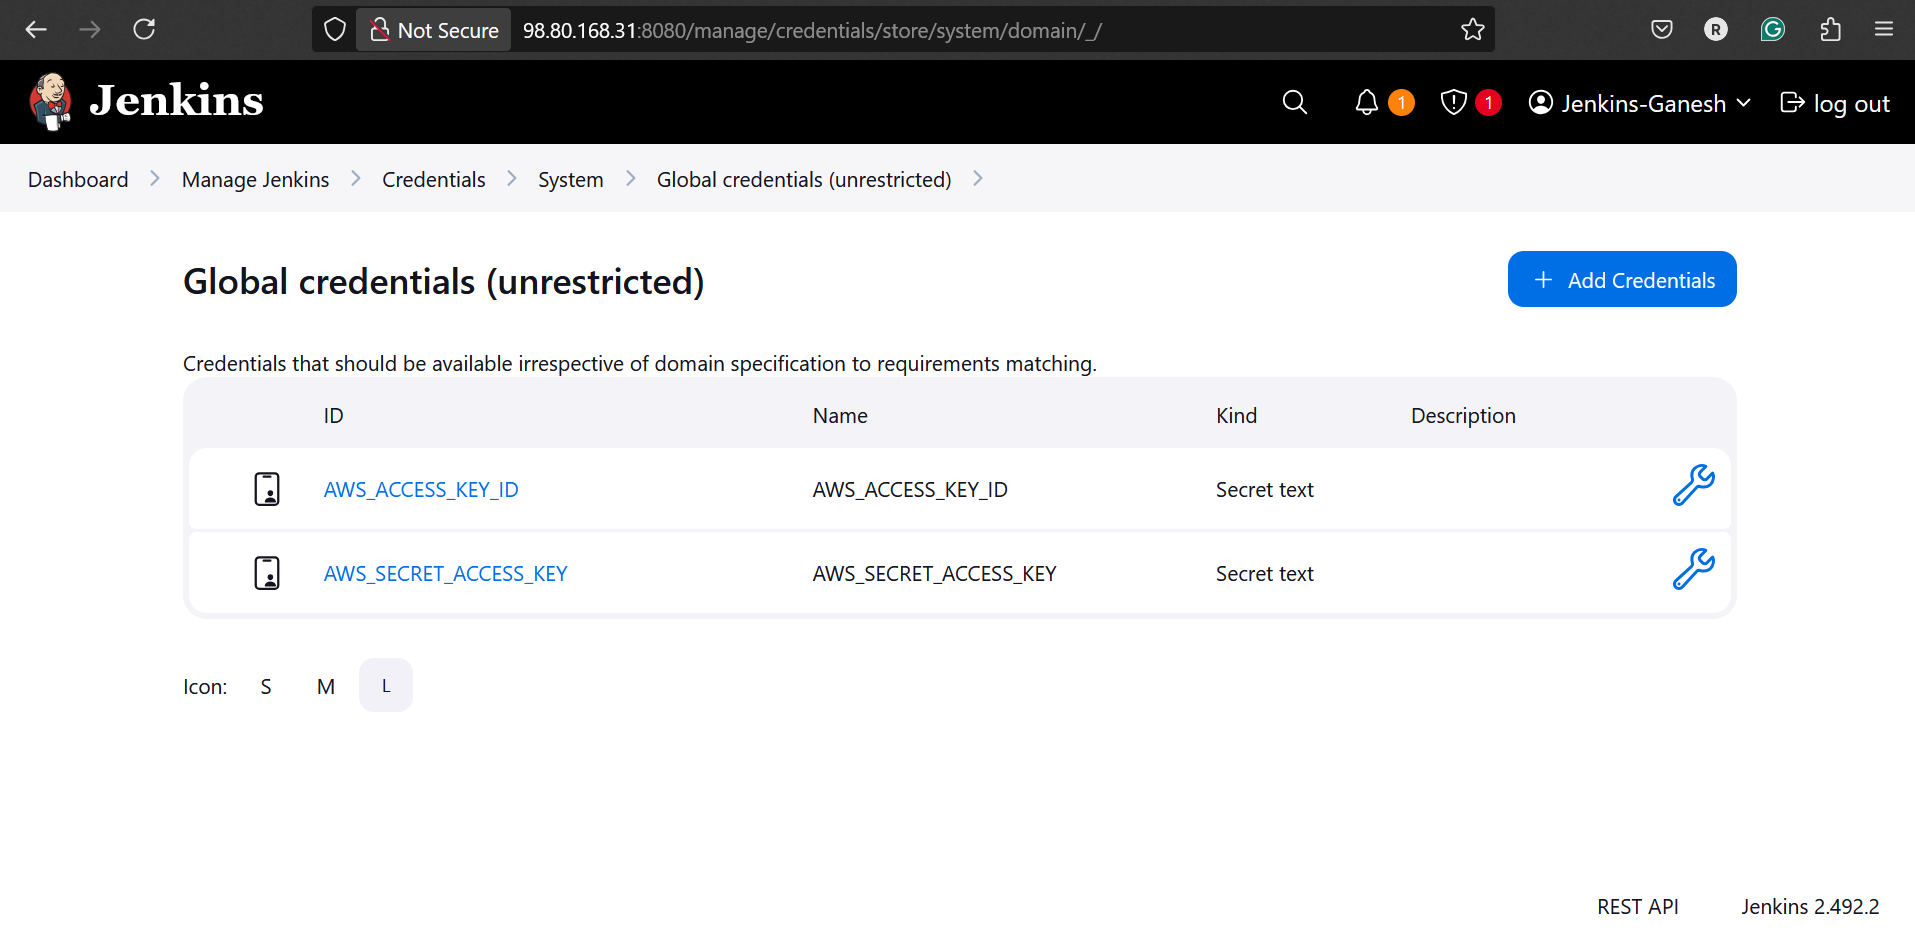 Not Secure 98.80.168.31:8080/manage/credentials/store/system/domain/_/
R G
Jenkins 1 1 Jenkins-Ganesh log out
Dashboard Manage Jenkins Credentials System Global credentials (unrestricted)
Global credentials (unrestricted) + Add Credentials
Credentials that should be available irrespective of domain specification to requirements matching.
ID Name Kind Description
AWS_ACCESS_KEY_ID AWS_ACCESS_KEY_ID Secret text
AWS_SECRET_ACCESS_KEY AWS_SECRET_ACCESS_KEY Secret text
Icon: S M L
REST API Jenkins 2.492.2